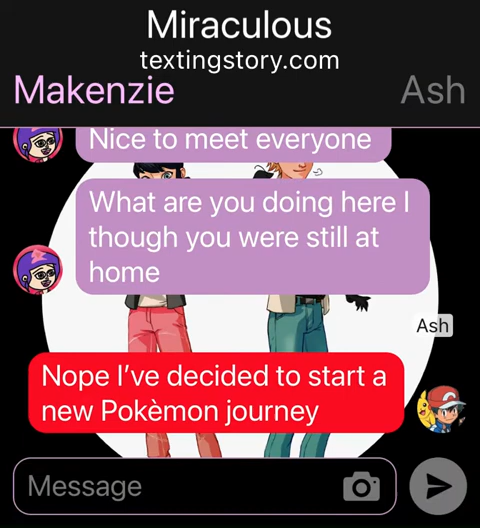 Miraculous
textingstory.com
Makenzie
Ash
Nice to meet everyone
What are you doing here I
though you were still at
home
Ash
Nope I've decided to start a
new Pokèmon journey
Message